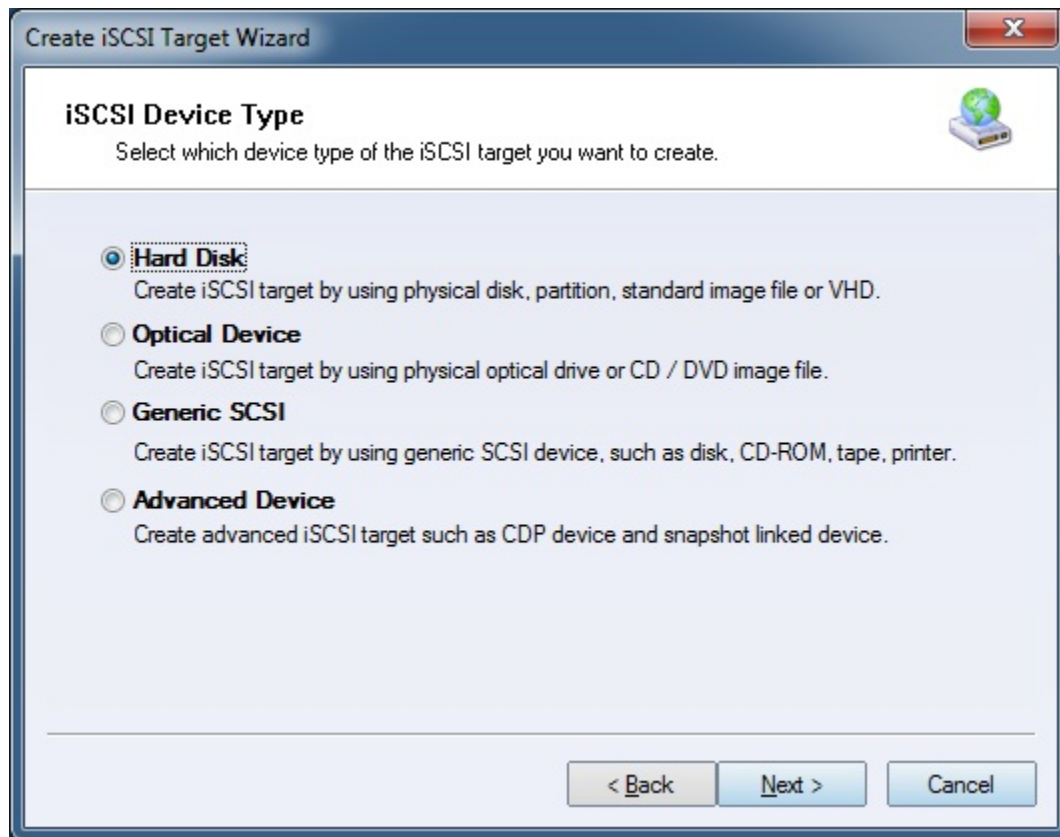 Create iSCSI Target Wizard
iSCSI Device Type
Select which device type of the iSCSI target you want to create.
Hard Disk
Create iSCSI target by using physical disk, partition, standard image file or VHD.
Optical Device
Create iSCSI target by using physical optical drive or CD / DVD image file.
Generic SCSI
Create iSCSI target by using generic SCSI device, such as disk, CD-ROM, tape, printer.
Advanced Device
Create advanced iSCSI target such as CDP device and snapshot linked device.
< Back Next > Cancel